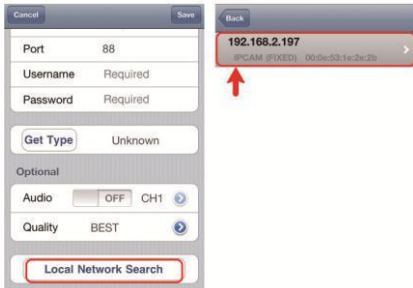 Cancel Save
Port 88
Username Required
Password Required
Get Type Unknown
Optional
Audio OFF CH1
Quality BEST
Local Network Search
Back
192.168.2.197
IPCAM (FIXED) 00:0e:53:1e:2e:2b